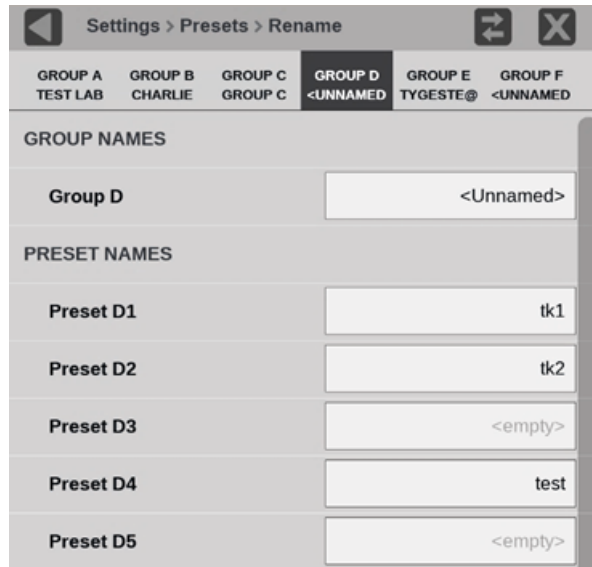 Settings > Presets > Rename
GROUP A GROUP B GROUP C GROUP D GROUP E GROUP F
TEST LAB CHARLIE GROUP C <UNNAMED TYGESTE@ <UNNAMED
GROUP NAMES
Group D <Unnamed>
PRESET NAMES
Preset D1 tk1
Preset D2 tk2
Preset D3 <empty>
Preset D4 test
Preset D5 <empty>